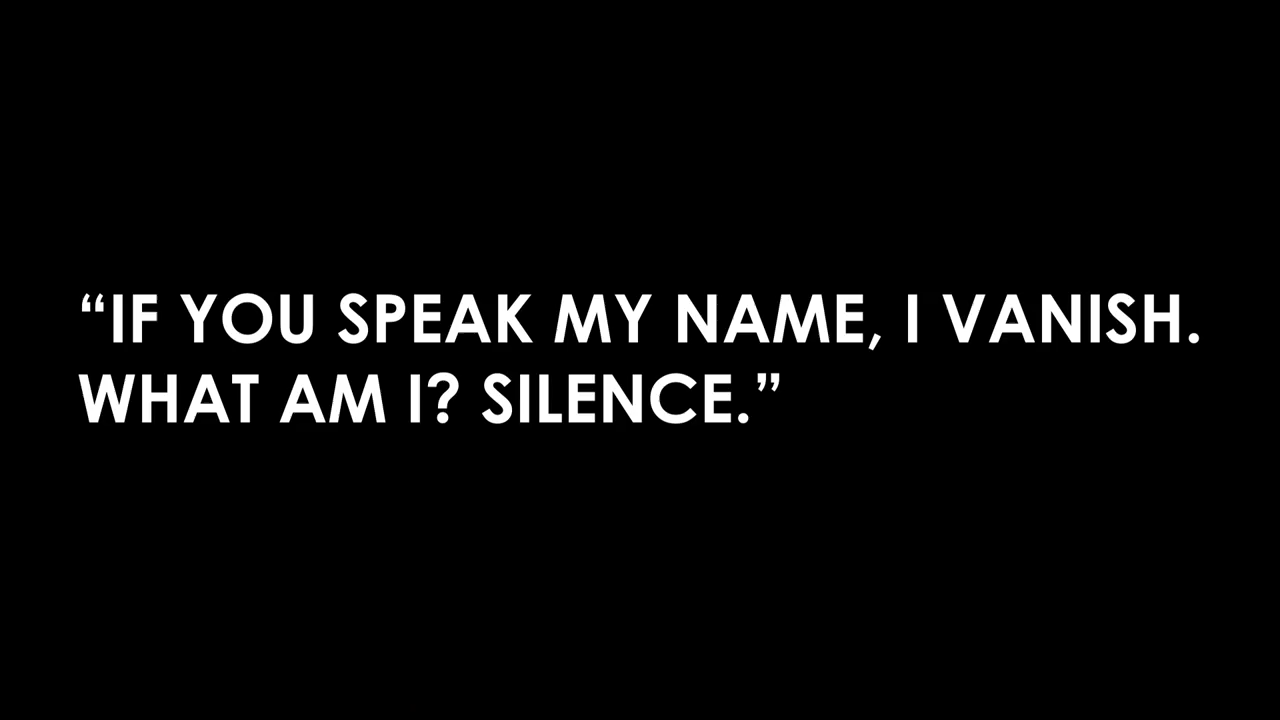 “IF YOU SPEAK MY NAME, I VANISH.
WHAT AM I? SILENCE.”